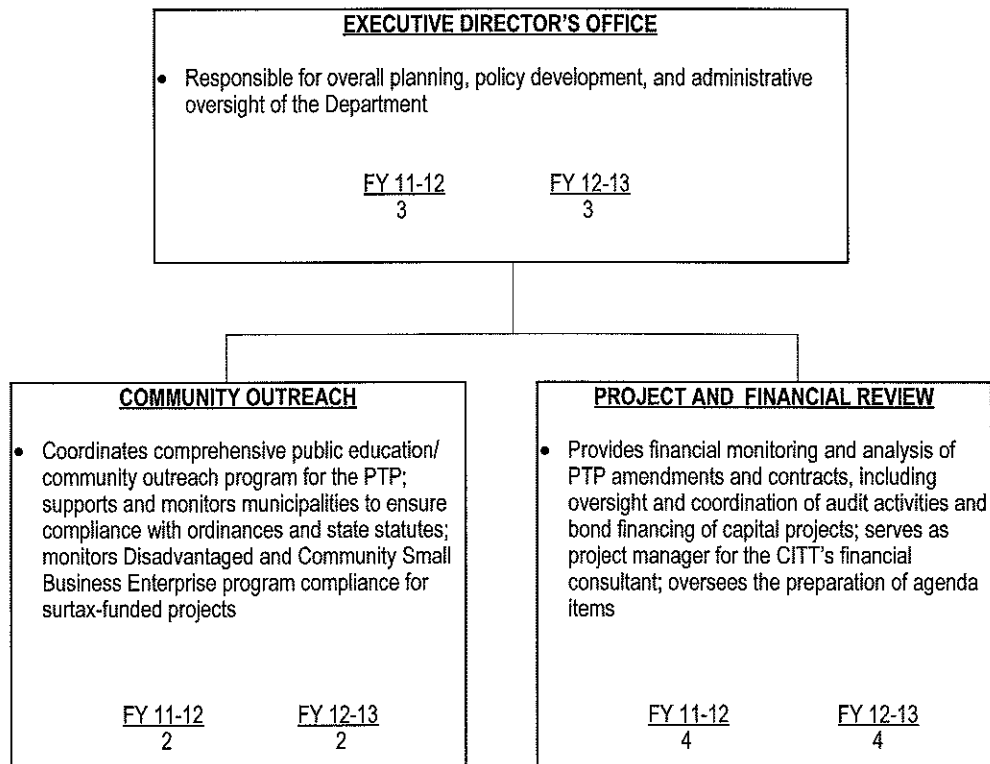 EXECUTIVE DIRECTOR'S OFFICE
• Responsible for overall planning, policy development, and administrative
oversight of the Department
FY 11-12 FY 12-13
3 3
COMMUNITY OUTREACH
• Coordinates comprehensive public education/
community outreach program for the PTP;
supports and monitors municipalities to ensure
compliance with ordinances and state statutes;
monitors Disadvantaged and Community Small
Business Enterprise program compliance for
surtax-funded projects
FY 11-12 FY 12-13
2 2
PROJECT AND FINANCIAL REVIEW
• Provides financial monitoring and analysis of
PTP amendments and contracts, including
oversight and coordination of audit activities and
bond financing of capital projects; serves as
project manager for the CITT's financial
consultant; oversees the preparation of agenda
items
FY 11-12 FY 12-13
4 4